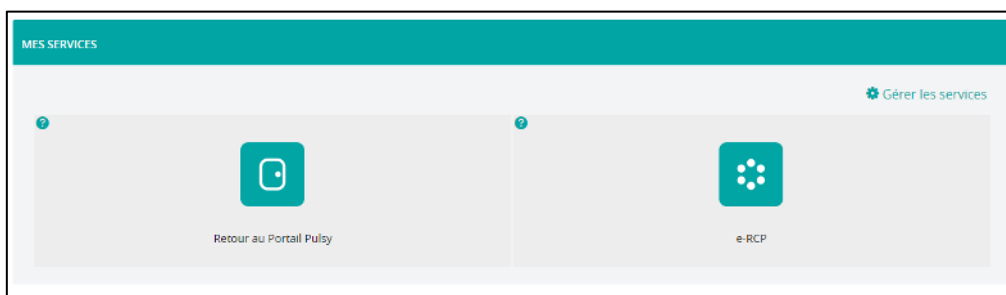 MES SERVICES
Gérer les services
Retour au Portail Pulsy
e-RCP